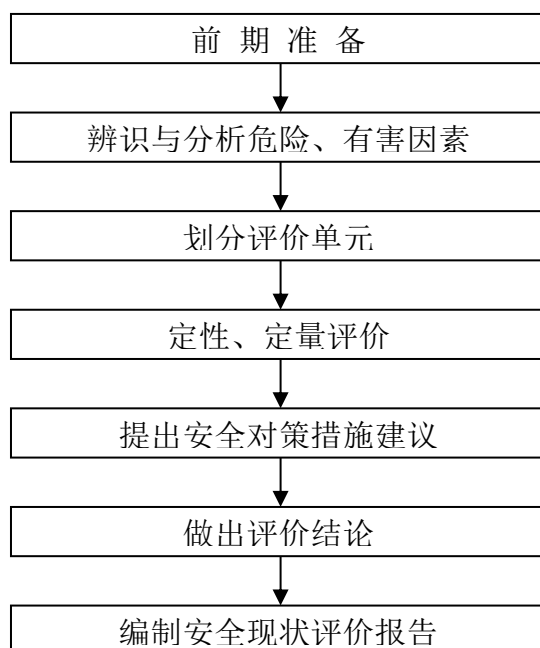 前 期 准 备
辨识与分析危险、有害因素
划分评价单元
定性、定量评价
提出安全对策措施建议
做出评价结论
编制安全现状评价报告